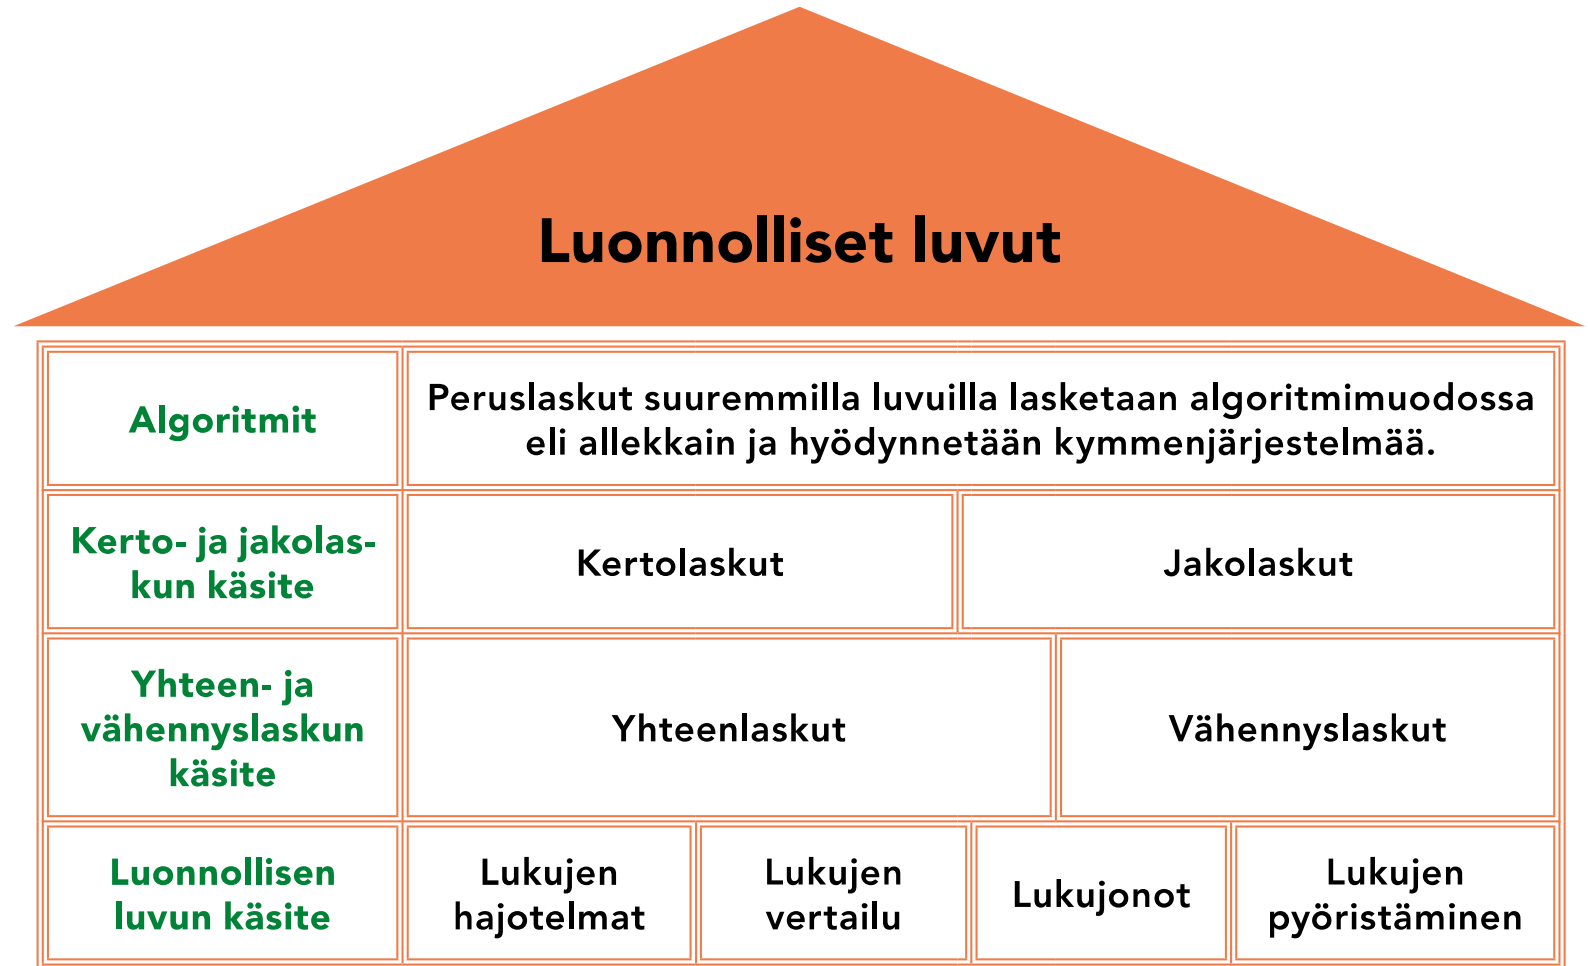 Luonnolliset luvut
Algoritmit
Peruslaskut suuremmilla luvuilla lasketaan algoritmimuodossa
eli allekkain ja hyödynnetään kymmenjärjestelmää.
Kerto- ja jakolas-
kun käsite
Kertolaskut
Jakolaskut
Yhteen- ja
vähennyslaskun
käsite
Yhteenlaskut
Vähennyslaskut
Luonnollisen
luvun käsite
Lukujen
hajotelmat
Lukujen
vertailu
Lukujonot
Lukujen
pyöristäminen